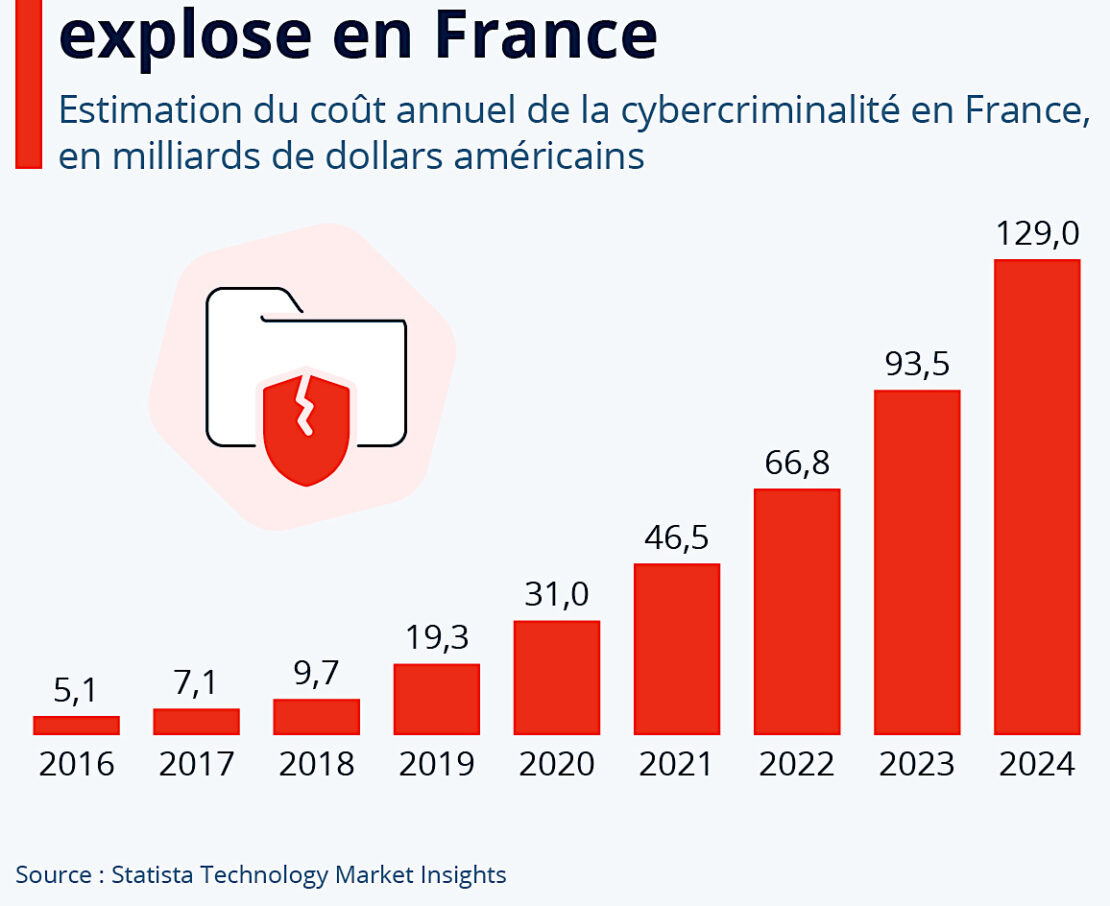 explose en France
Estimation du coût annuel de la cybercriminalité en France,
en milliards de dollars américains
129,0
93,5
66,8
46,5
31,0
19,3
9,7
7,1
5,1
2016 2017 2018 2019 2020 2021 2022 2023 2024
Source : Statista Technology Market Insights